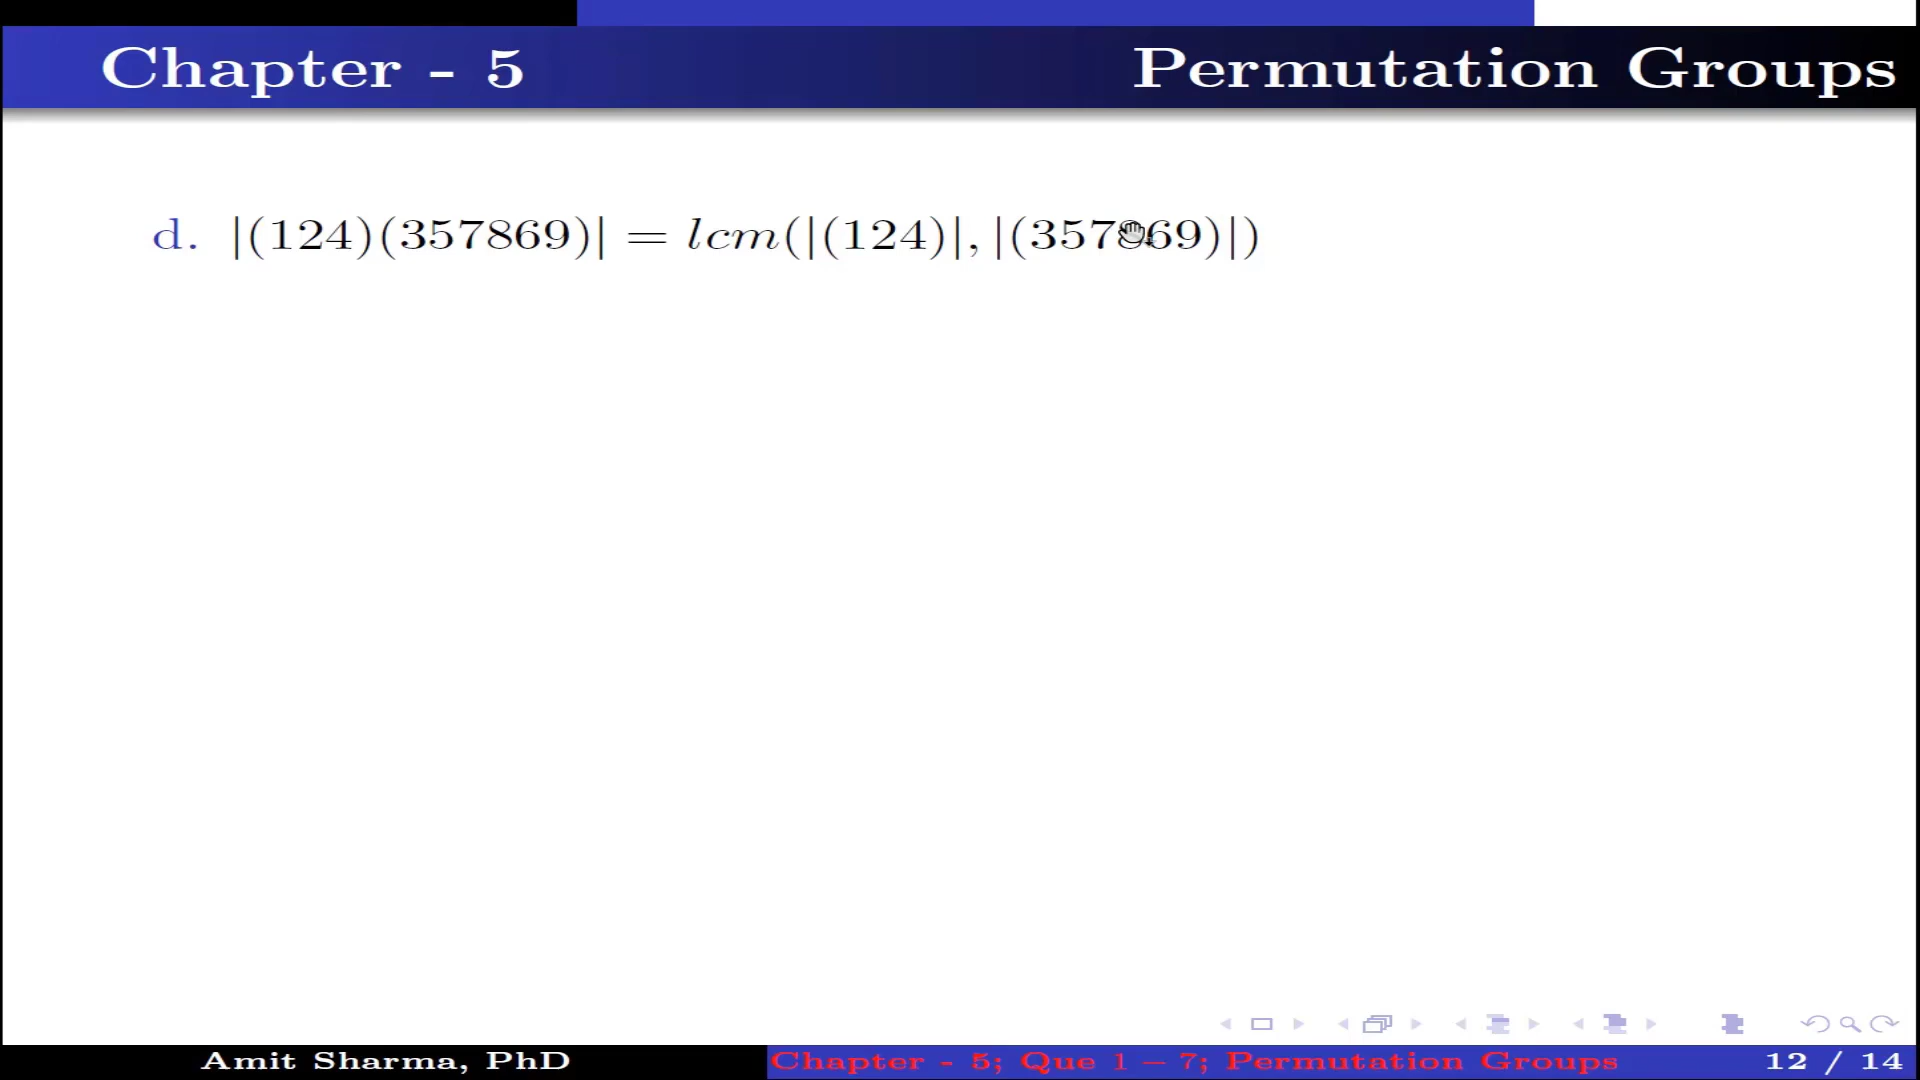 Chapter - 5 Permutation Groups
d. |(124)(357869)| = lcm(|(124)|, |(357869)|)
Amit Sharma, PhD Chapter - 5; Que 1 – 7; Permutation Groups 12 / 14